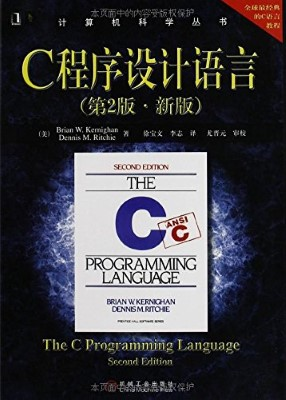 本页面中的内容受版权保护
计算机科学丛书
全球最经典
的C语言
教程
C程序设计语言
(第2版·新版)
(美) Brian W. Kernighan
Dennis M. Ritchie
著
徐宝文 李志 译 尤晋元 审校
SECOND EDITION
THE
C
ANSI
C
PROGRAMMING
LANGUAGE
BRIAN W. KERNIGHAN
DENNIS M. RITCHIE
PRENTICE HALL SOFTWARE SERIES
The C Programming Language
Second Edition
本页面中的内容受版权保护
机械工业出版社
China Machine Press